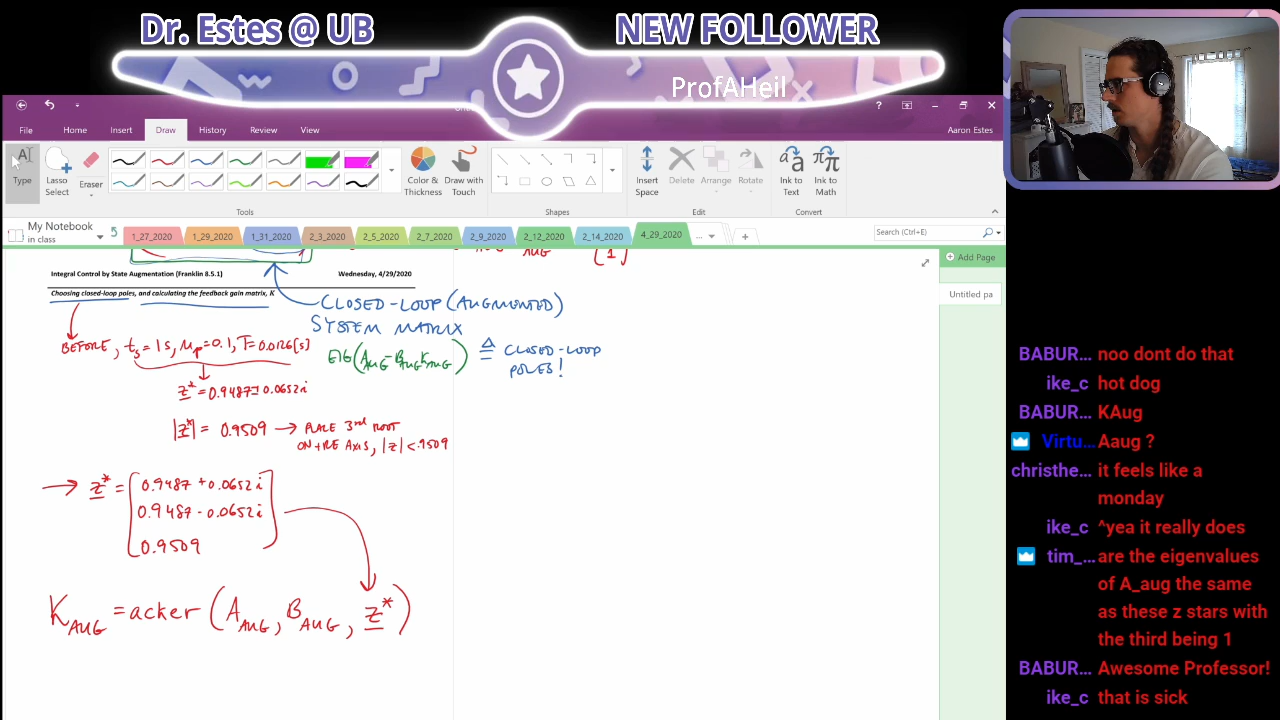 Dr. Estes @ UB
NEW FOLLOWER
ProfAHeil
File Home Insert Draw History Review View
Aaron Estes
Type
Lasso Select
Eraser
Color & Thickness
Draw with Touch
Insert Space
Delete
Arrange
Rotate
Ink to Text
Ink to Math
Tools
Shapes
Edit
Convert
My Notebook
in class
1_27_2020 1_29_2020 1_31_2020 2_3_2020 2_5_2020 2_7_2020 2_9_2020 2_12_2020 2_14_2020 4_29_2020 ...
Search (Ctrl+E)
Add Page
Untitled pa
Integral Control by State Augmentation (Franklin 8.5.1) Wednesday, 4/29/2020
Choosing closed-loop poles, and calculating the feedback gain matrix, K
CLOSED-LOOP (AUGMENTED)
SYSTEM MATRIX
BEFORE, ts = 1s, Mp = 0.1, T = 0.0126[s]
EIG(A_AUG - B_AUG K_AUG) ≜ CLOSED-LOOP
POLES!
z* = 0.9487 ± 0.0652i
|z*| = 0.9509 → PLACE 3rd ROOT
ON +RE AXIS, |z| < .9509
→ z* = [0.9487 + 0.0652i
0.9487 - 0.0652i
0.9509]
K_AUG = acker(A_AUG, B_AUG, z*)
BABUR... noo dont do that
ike_c hot dog
BABUR... KAug
Virtu... Aaug ?
christhe... it feels like a
monday
ike_c ^yea it really does
tim_... are the eigenvalues
of A_aug the same
as these z stars with
the third being 1
BABUR... Awesome Professor!
ike_c that is sick